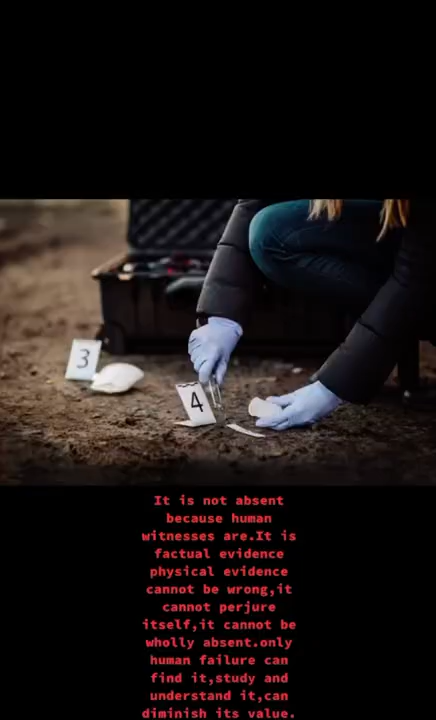 3
4
It is not absent
because human
witnesses are.It is
factual evidence
physical evidence
cannot be wrong,it
cannot perjure
itself,it cannot be
wholly absent.only
human failure can
find it,study and
understand it,can
diminish its value.